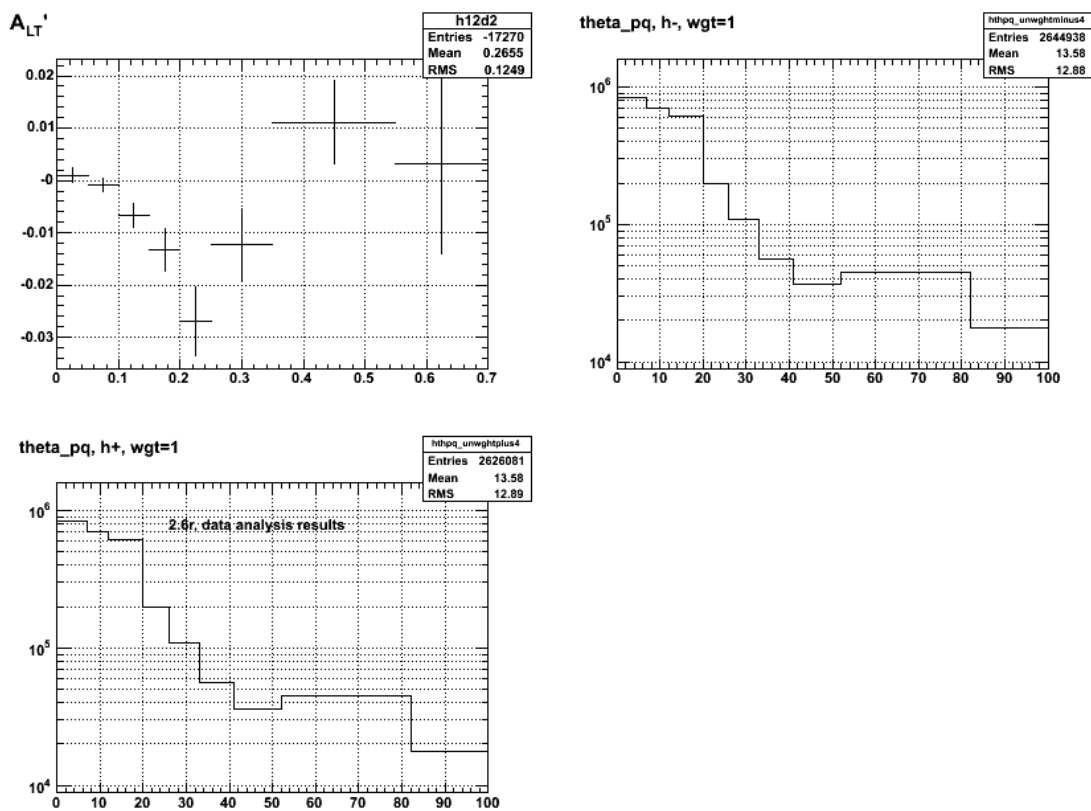 A_LT'
h12d2
Entries -17270
Mean 0.2655
RMS 0.1249
0.02
0.01
-0
-0.01
-0.02
-0.03
0 0.1 0.2 0.3 0.4 0.5 0.6 0.7
theta_pq, h-, wgt=1
hthpq_unwghtminus4
Entries 2644938
Mean 13.58
RMS 12.88
10^6
10^5
10^4
0 10 20 30 40 50 60 70 80 90 100
theta_pq, h+, wgt=1
hthpq_unwghtplus4
Entries 2626081
Mean 13.58
RMS 12.89
10^6
2.6r, data analysis results
10^5
10^4
0 10 20 30 40 50 60 70 80 90 100